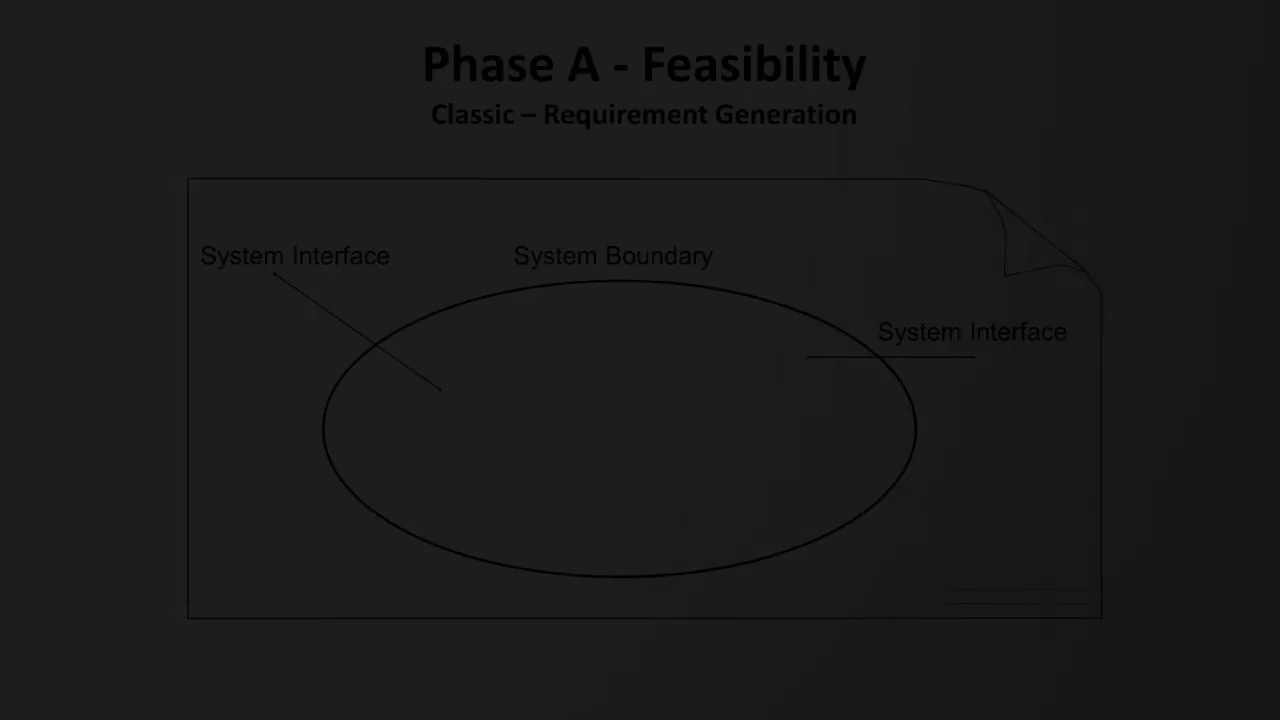 Phase A - Feasibility
Classic – Requirement Generation
System Interface
System Boundary
System Interface